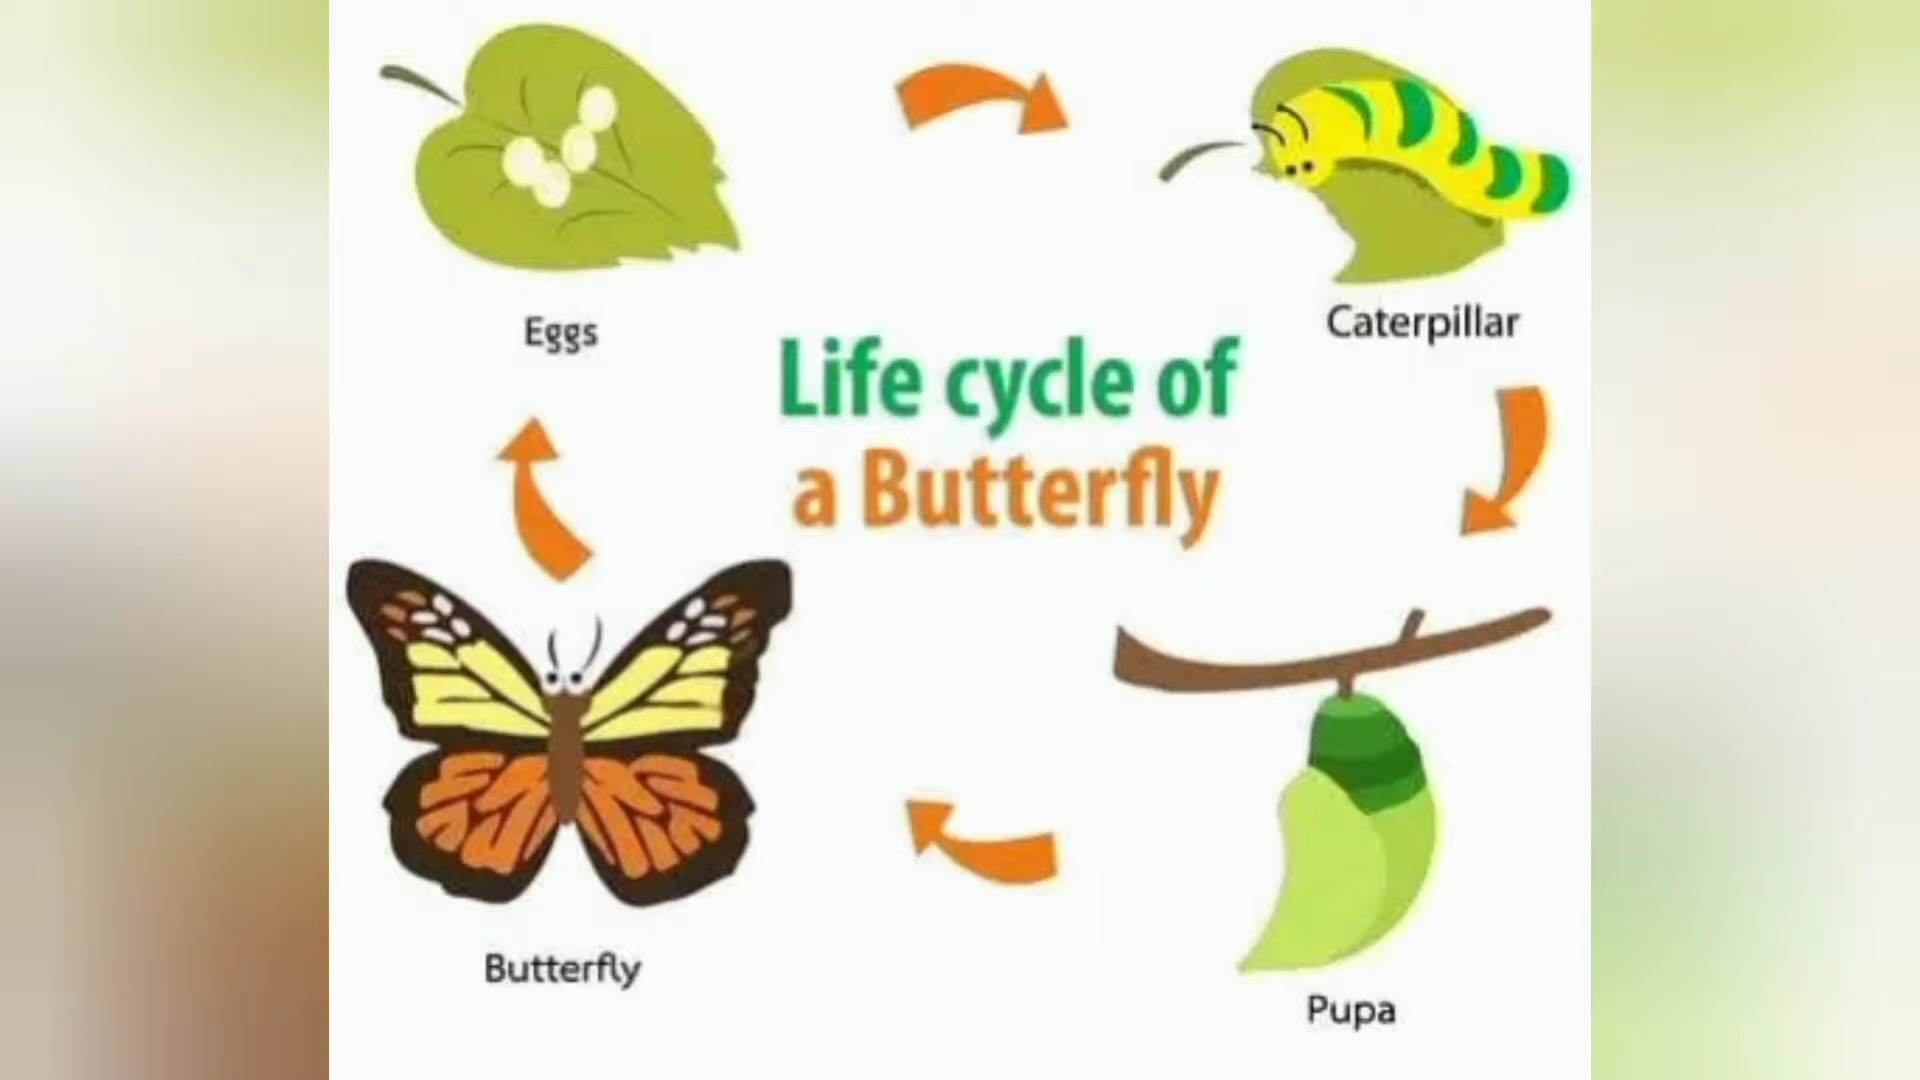 Eggs
Caterpillar
Life cycle of
a Butterfly
Butterfly
Pupa